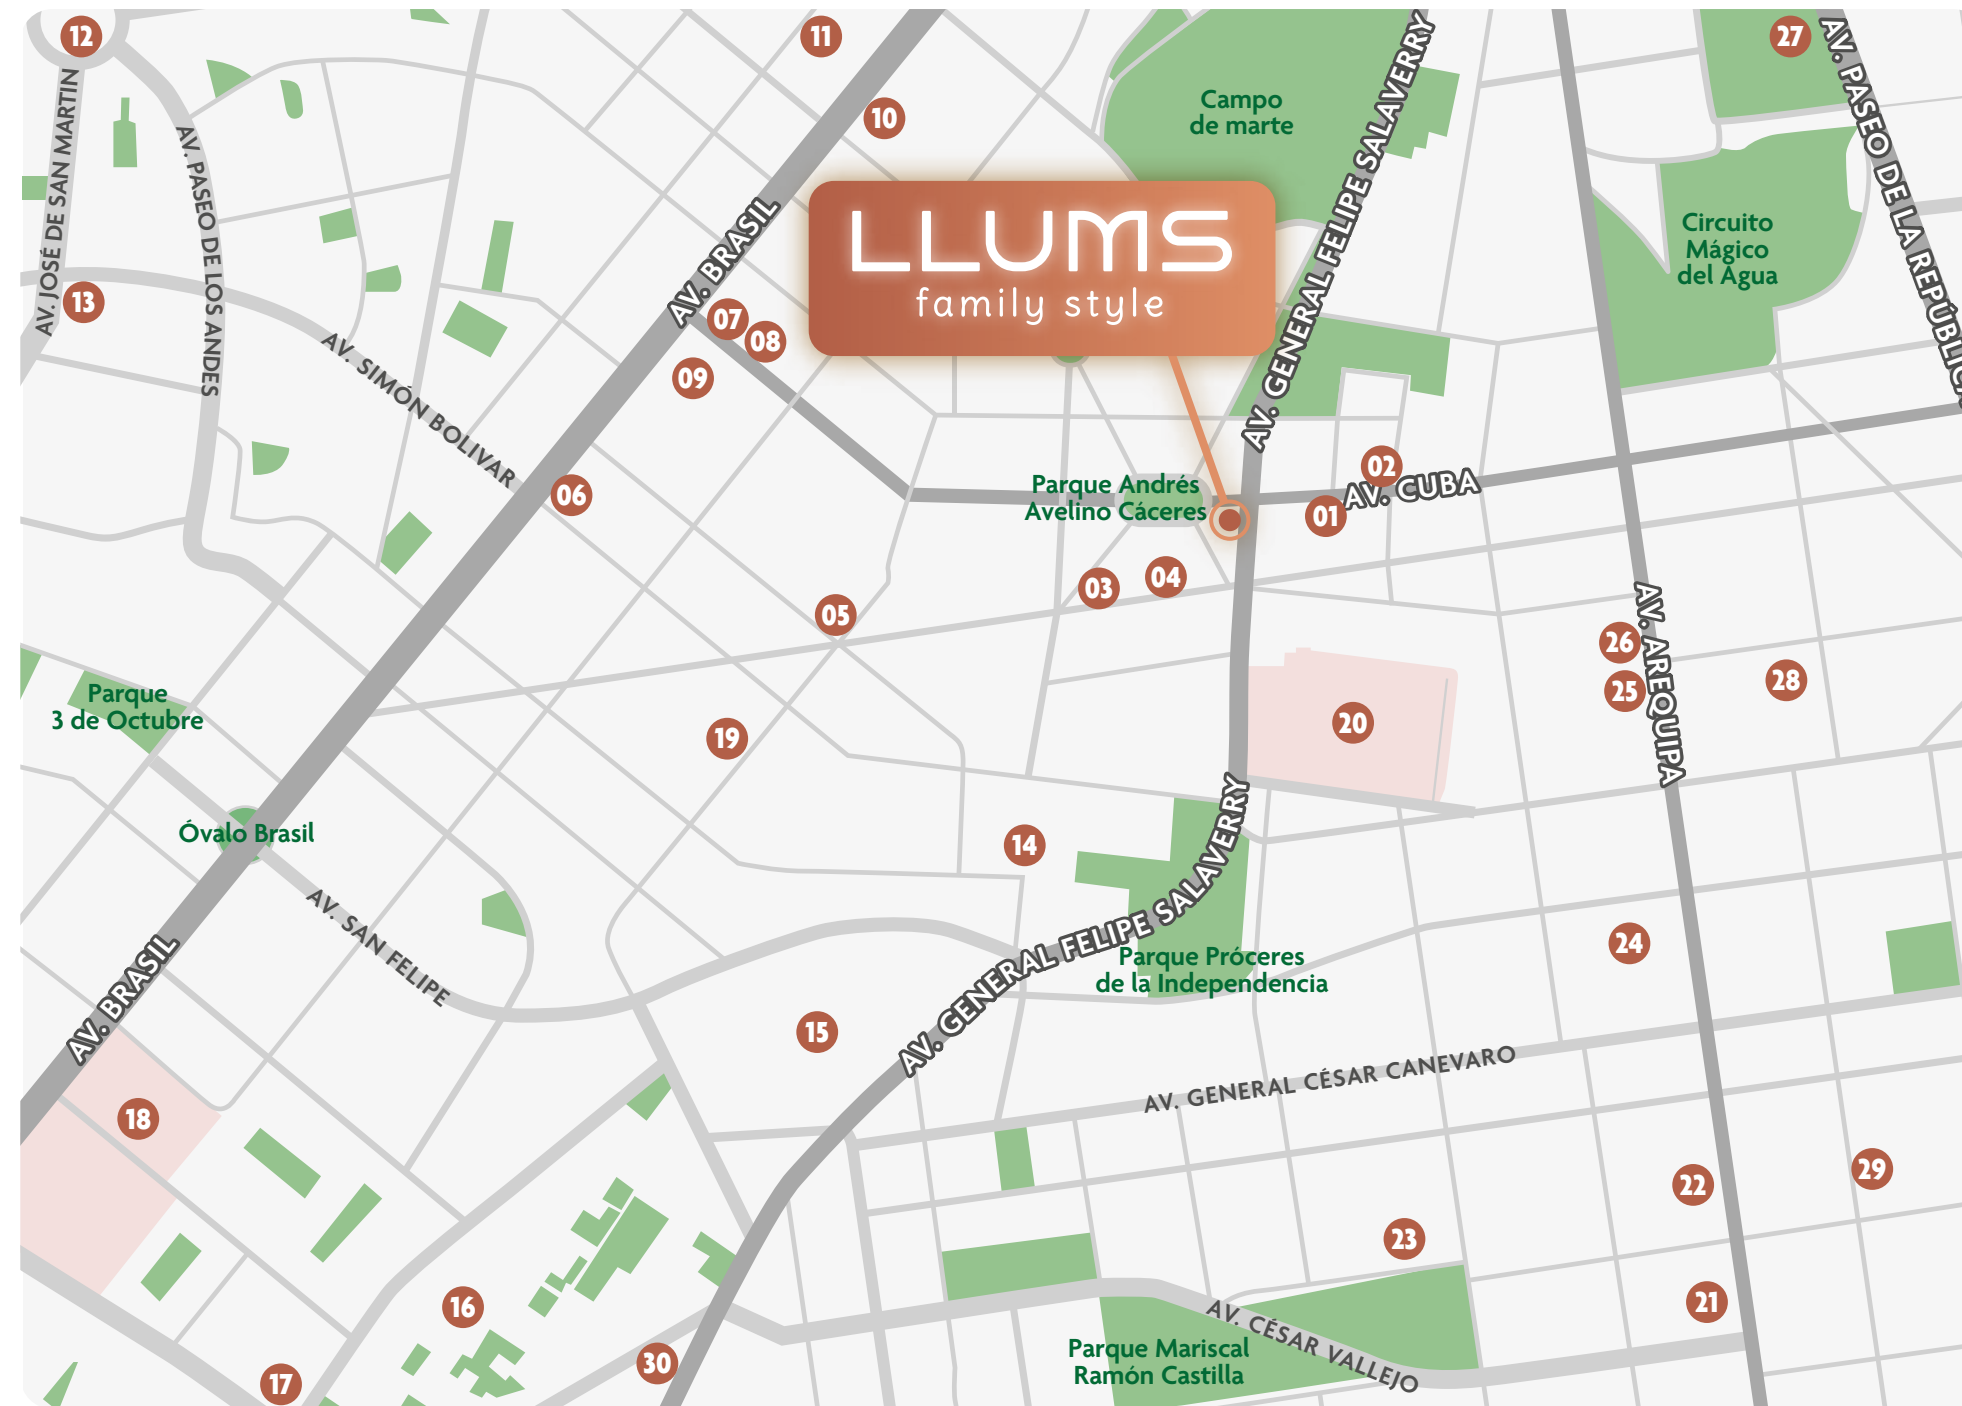 12
11
27
10
AV. JOSÉ DE SAN MARTIN
AV. PASEO DE LOS ANDES
Campo
de marte
AV. GENERAL FELIPE SALAVERRY
AV. PASEO DE LA REPÚBLICA
Circuito
Mágico
del Agua
LLUMS
family style
AV. BRASIL
13
07
08
09
AV. SIMÓN BOLIVAR
06
02
AV. CUBA
01
Parque Andrés
Avelino Cáceres
03
04
05
AV. AREQUIPA
26
25
28
Parque
3 de Octubre
19
20
Óvalo Brasil
14
AV. GENERAL FELIPE SALAVERRY
AV. SAN FELIPE
AV. BRASIL
Parque Próceres
de la Independencia
24
15
AV. GENERAL CÉSAR CANEVARO
18
22
29
23
16
21
AV. CÉSAR VALLEJO
Parque Mariscal
Ramón Castilla
30
17